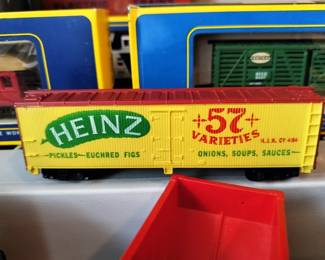 HEINZ
PICKLES—EUCHRED FIGS
57
VARIETIES
ONIONS, SOUPS, SAUCES—